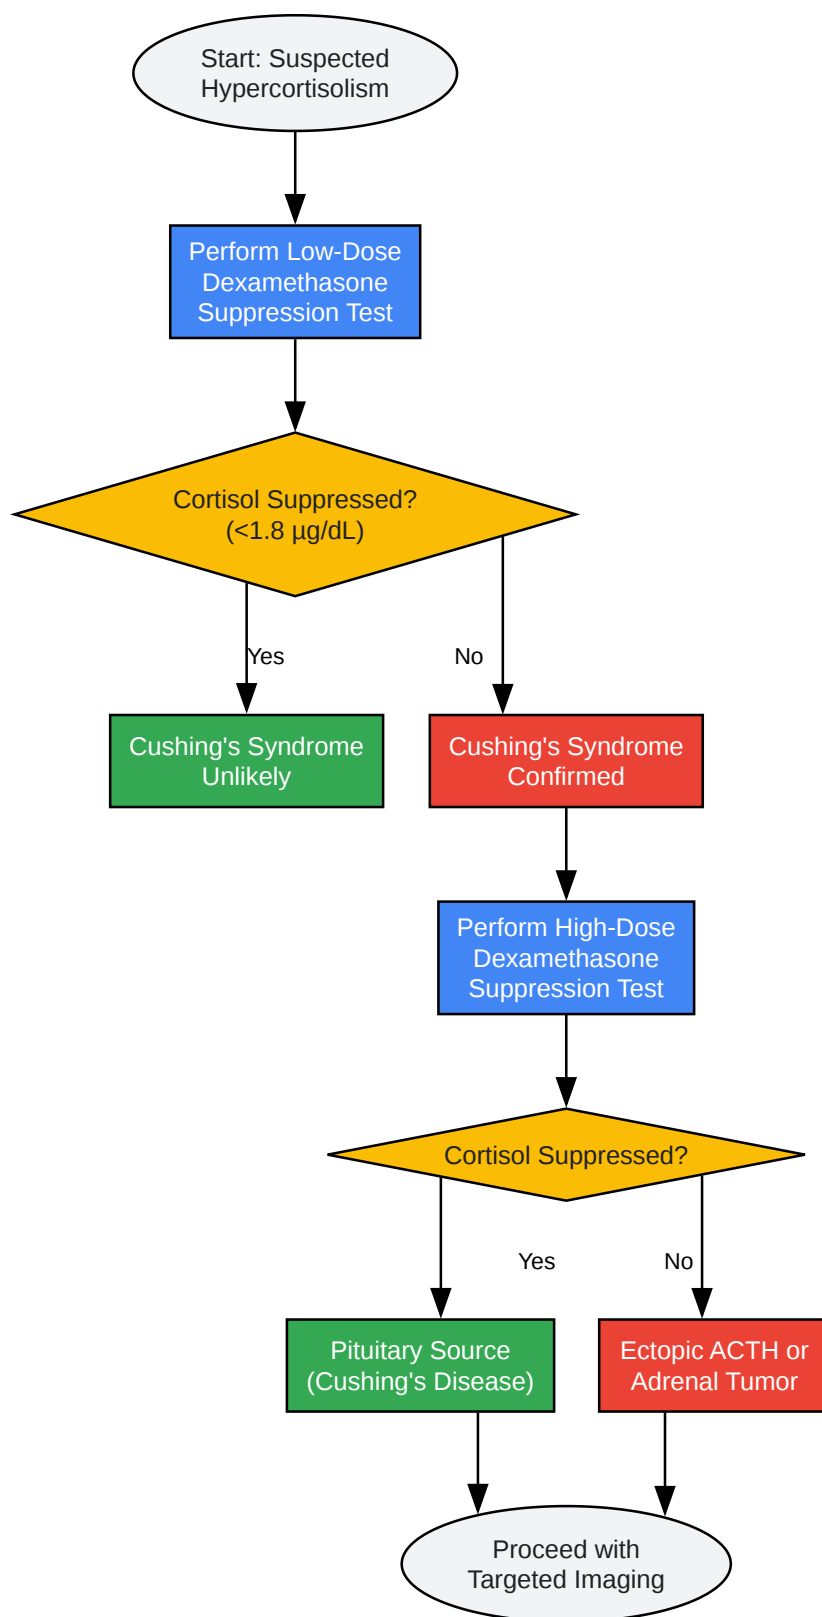 Start: Suspected
Hypercortisolism
Perform Low-Dose
Dexamethasone
Suppression Test
Cortisol Suppressed?
(<1.8 µg/dL)
Yes
No
Cushing's Syndrome
Unlikely
Cushing's Syndrome
Confirmed
Perform High-Dose
Dexamethasone
Suppression Test
Cortisol Suppressed?
Yes
No
Pituitary Source
(Cushing's Disease)
Ectopic ACTH or
Adrenal Tumor
Proceed with
Targeted Imaging